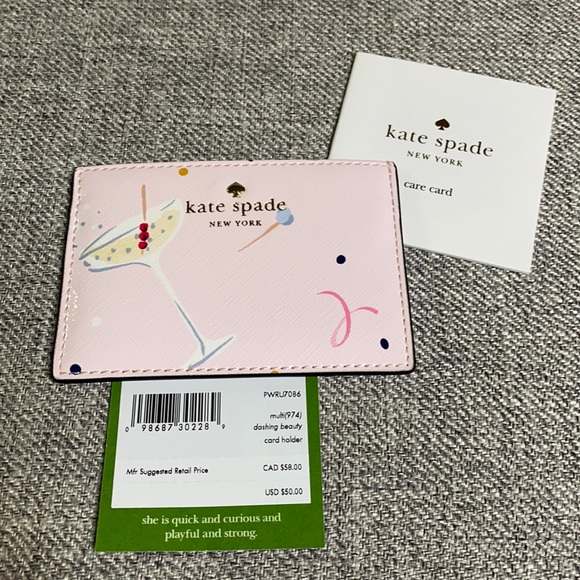 kate spade
NEW YORK
care card
kate spade
NEW YORK
PWRU7086
0 98687 30228 9
multi(974)
dashing beauty
card holder
Mfr Suggested Retail Price
CAD $58.00
USD $50.00
she is quick and curious and
playful and strong.